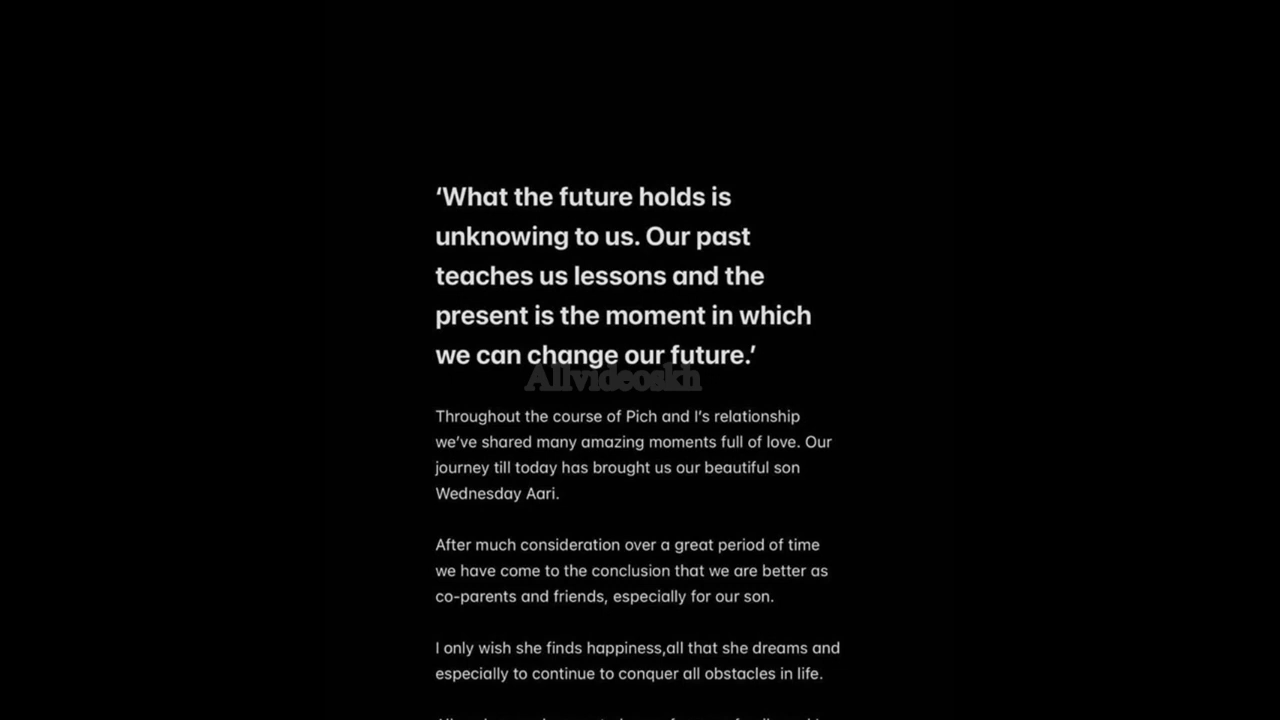 ‘What the future holds is
unknowing to us. Our past
teaches us lessons and the
present is the moment in which
we can change our future.’
Allvideoskh
Throughout the course of Pich and I’s relationship
we’ve shared many amazing moments full of love. Our
journey till today has brought us our beautiful son
Wednesday Aari.
After much consideration over a great period of time
we have come to the conclusion that we are better as
co-parents and friends, especially for our son.
I only wish she finds happiness,all that she dreams and
especially to continue to conquer all obstacles in life.